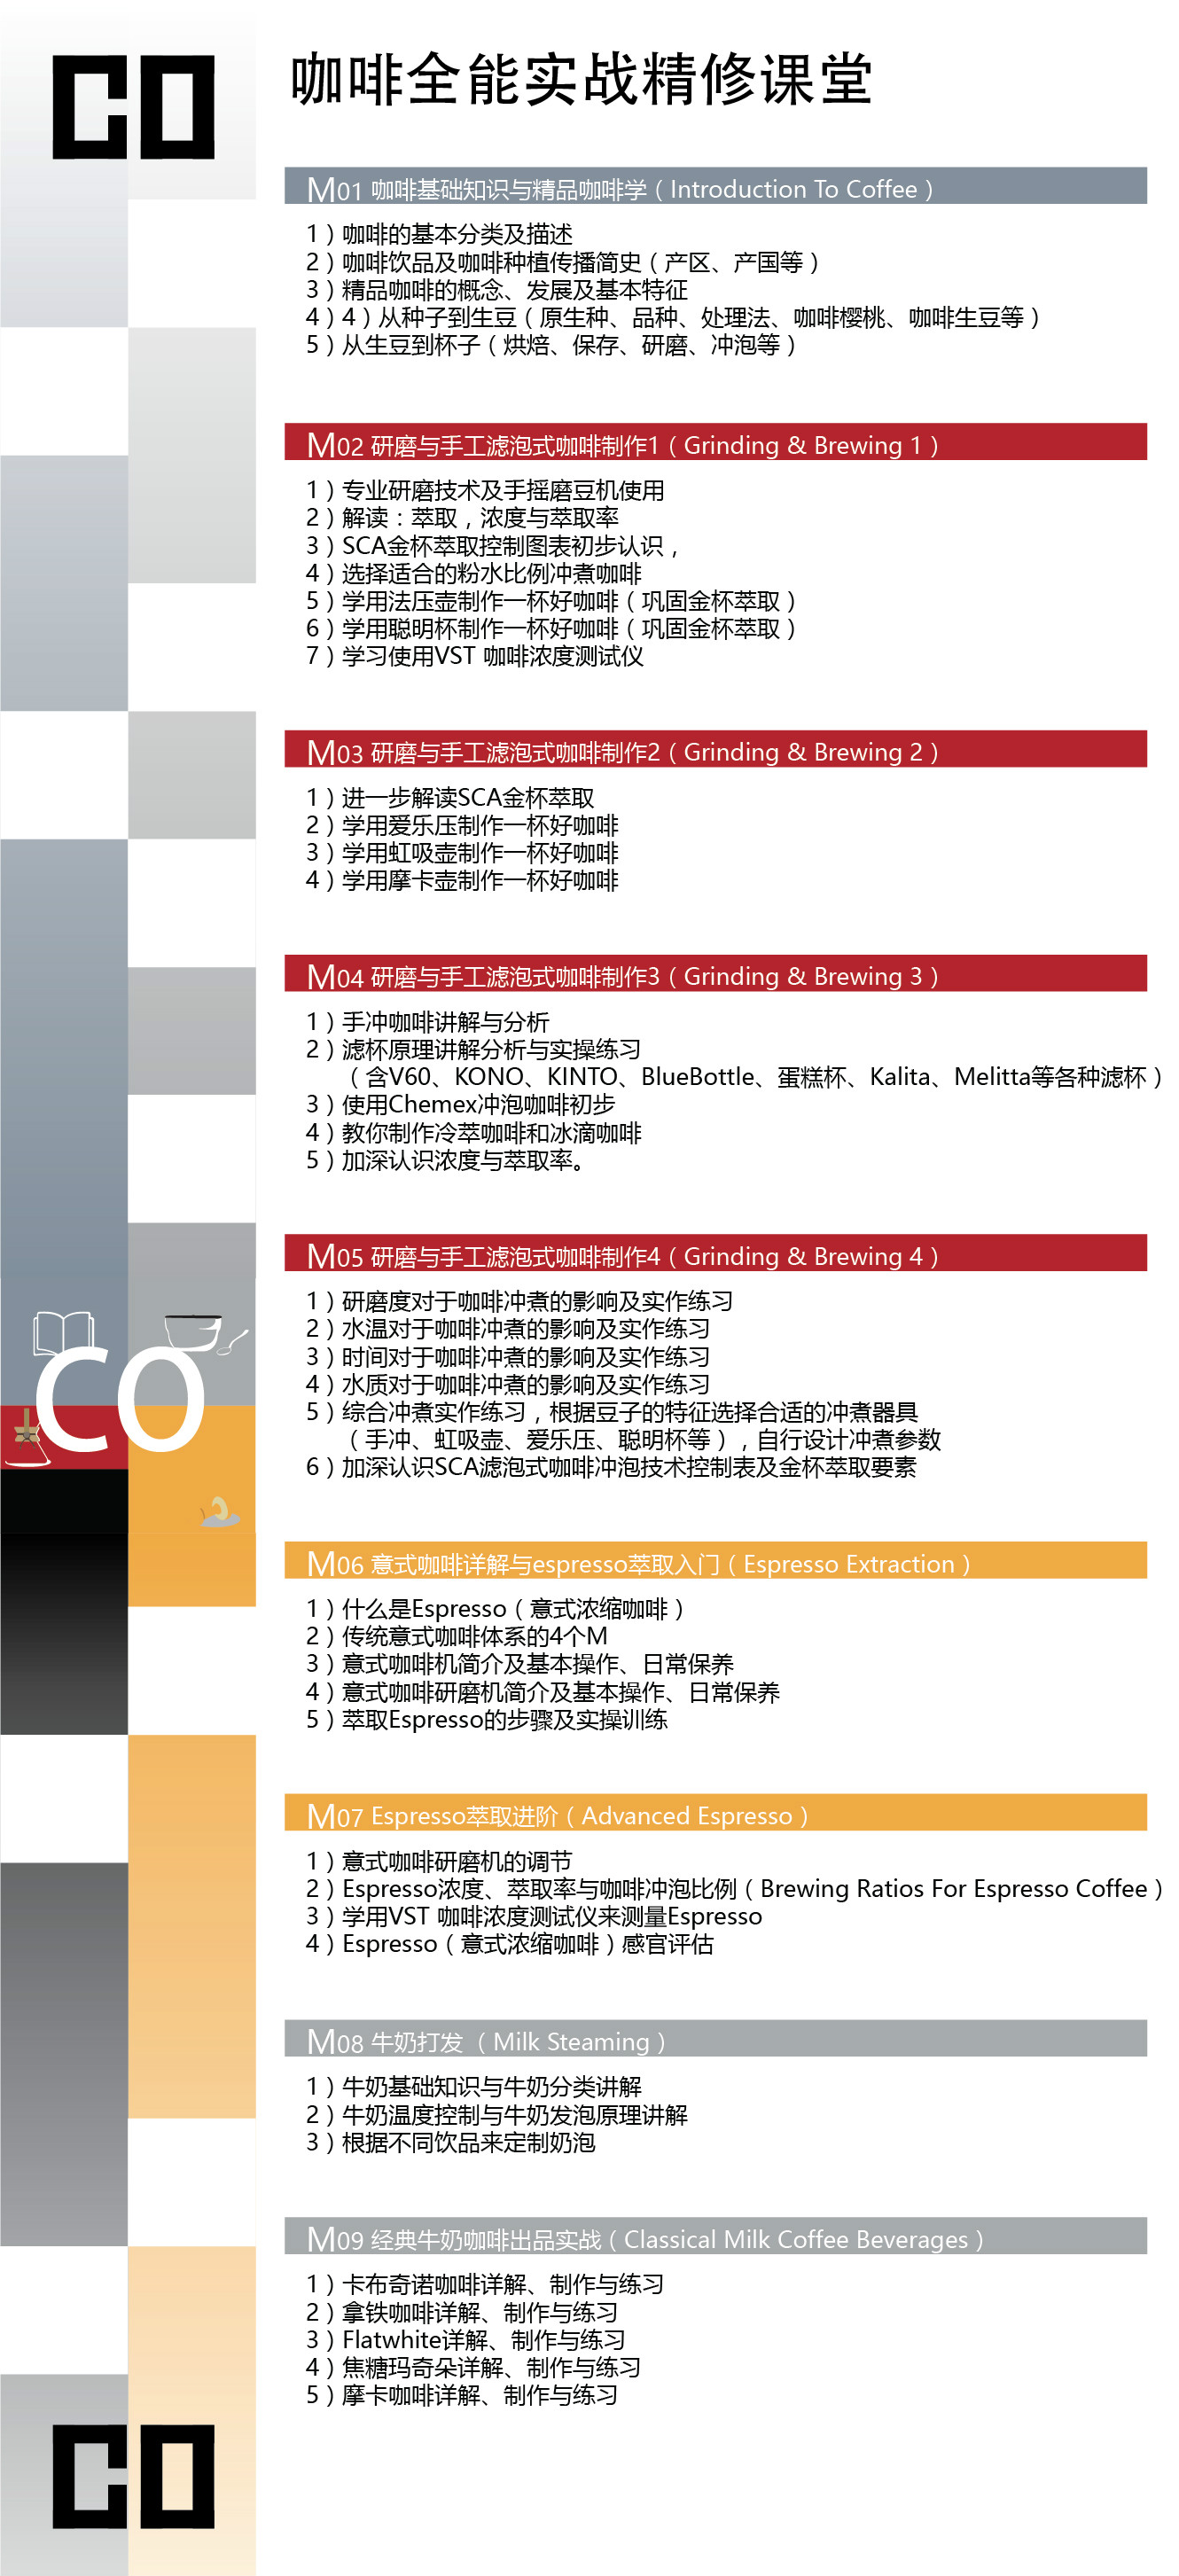 CO
咖啡全能实战精修课堂
M01 咖啡基础知识与精品咖啡学（Introduction To Coffee）
1）咖啡的基本分类及描述
2）咖啡饮品及咖啡种植传播简史（产区、产国等）
3）精品咖啡的概念、发展及基本特征
4）4）从种子到生豆（原生种、品种、处理法、咖啡樱桃、咖啡生豆等）
5）从生豆到杯子（烘焙、保存、研磨、冲泡等）
M02 研磨与手工滤泡式咖啡制作1（Grinding & Brewing 1）
1）专业研磨技术及手摇磨豆机使用
2）解读：萃取，浓度与萃取率
3）SCA金杯萃取控制图表初步认识，
4）选择适合的粉水比例冲煮咖啡
5）学用法压壶制作一杯好咖啡（巩固金杯萃取）
6）学用聪明杯制作一杯好咖啡（巩固金杯萃取）
7）学习使用VST 咖啡浓度测试仪
M03 研磨与手工滤泡式咖啡制作2（Grinding & Brewing 2）
1）进一步解读SCA金杯萃取
2）学用爱乐压制作一杯好咖啡
3）学用虹吸壶制作一杯好咖啡
4）学用摩卡壶制作一杯好咖啡
M04 研磨与手工滤泡式咖啡制作3（Grinding & Brewing 3）
1）手冲咖啡讲解与分析
2）滤杯原理讲解分析与实操练习
（含V60、KONO、KINTO、BlueBottle、蛋糕杯、Kalita、Melitta等各种滤杯）
3）使用Chemex冲泡咖啡初步
4）教你制作冷萃咖啡和冰滴咖啡
5）加深认识浓度与萃取率。
M05 研磨与手工滤泡式咖啡制作4（Grinding & Brewing 4）
1）研磨度对于咖啡冲煮的影响及实作练习
2）水温对于咖啡冲煮的影响及实作练习
3）时间对于咖啡冲煮的影响及实作练习
4）水质对于咖啡冲煮的影响及实作练习
5）综合冲煮实作练习，根据豆子的特征选择合适的冲煮器具
（手冲、虹吸壶、爱乐压、聪明杯等），自行设计冲煮参数
6）加深认识SCA滤泡式咖啡冲泡技术控制表及金杯萃取要素
CO
M06 意式咖啡详解与espresso萃取入门（Espresso Extraction）
1）什么是Espresso（意式浓缩咖啡）
2）传统意式咖啡体系的4个M
3）意式咖啡机简介及基本操作、日常保养
4）意式咖啡研磨机简介及基本操作、日常保养
5）萃取Espresso的步骤及实操训练
M07 Espresso萃取进阶（Advanced Espresso）
1）意式咖啡研磨机的调节
2）Espresso浓度、萃取率与咖啡冲泡比例（Brewing Ratios For Espresso Coffee）
3）学用VST 咖啡浓度测试仪来测量Espresso
4）Espresso（意式浓缩咖啡）感官评估
M08 牛奶打发 （Milk Steaming）
1）牛奶基础知识与牛奶分类讲解
2）牛奶温度控制与牛奶发泡原理讲解
3）根据不同饮品来定制奶泡
M09 经典牛奶咖啡出品实战（Classical Milk Coffee Beverages）
1）卡布奇诺咖啡详解、制作与练习
2）拿铁咖啡详解、制作与练习
3）Flatwhite详解、制作与练习
4）焦糖玛奇朵详解、制作与练习
5）摩卡咖啡详解、制作与练习
CO